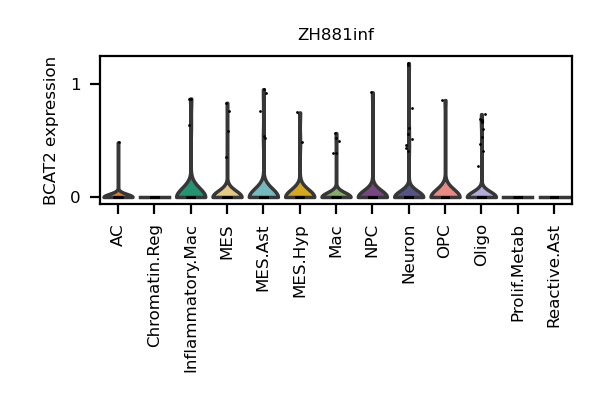 ZH881inf
BCAT2 expression
1
0
AC
Chromatin.Reg
Inflammatory.Mac
MES
MES.Ast
MES.Hyp
Mac
NPC
Neuron
OPC
Oligo
Prolif.Metab
Reactive.Ast